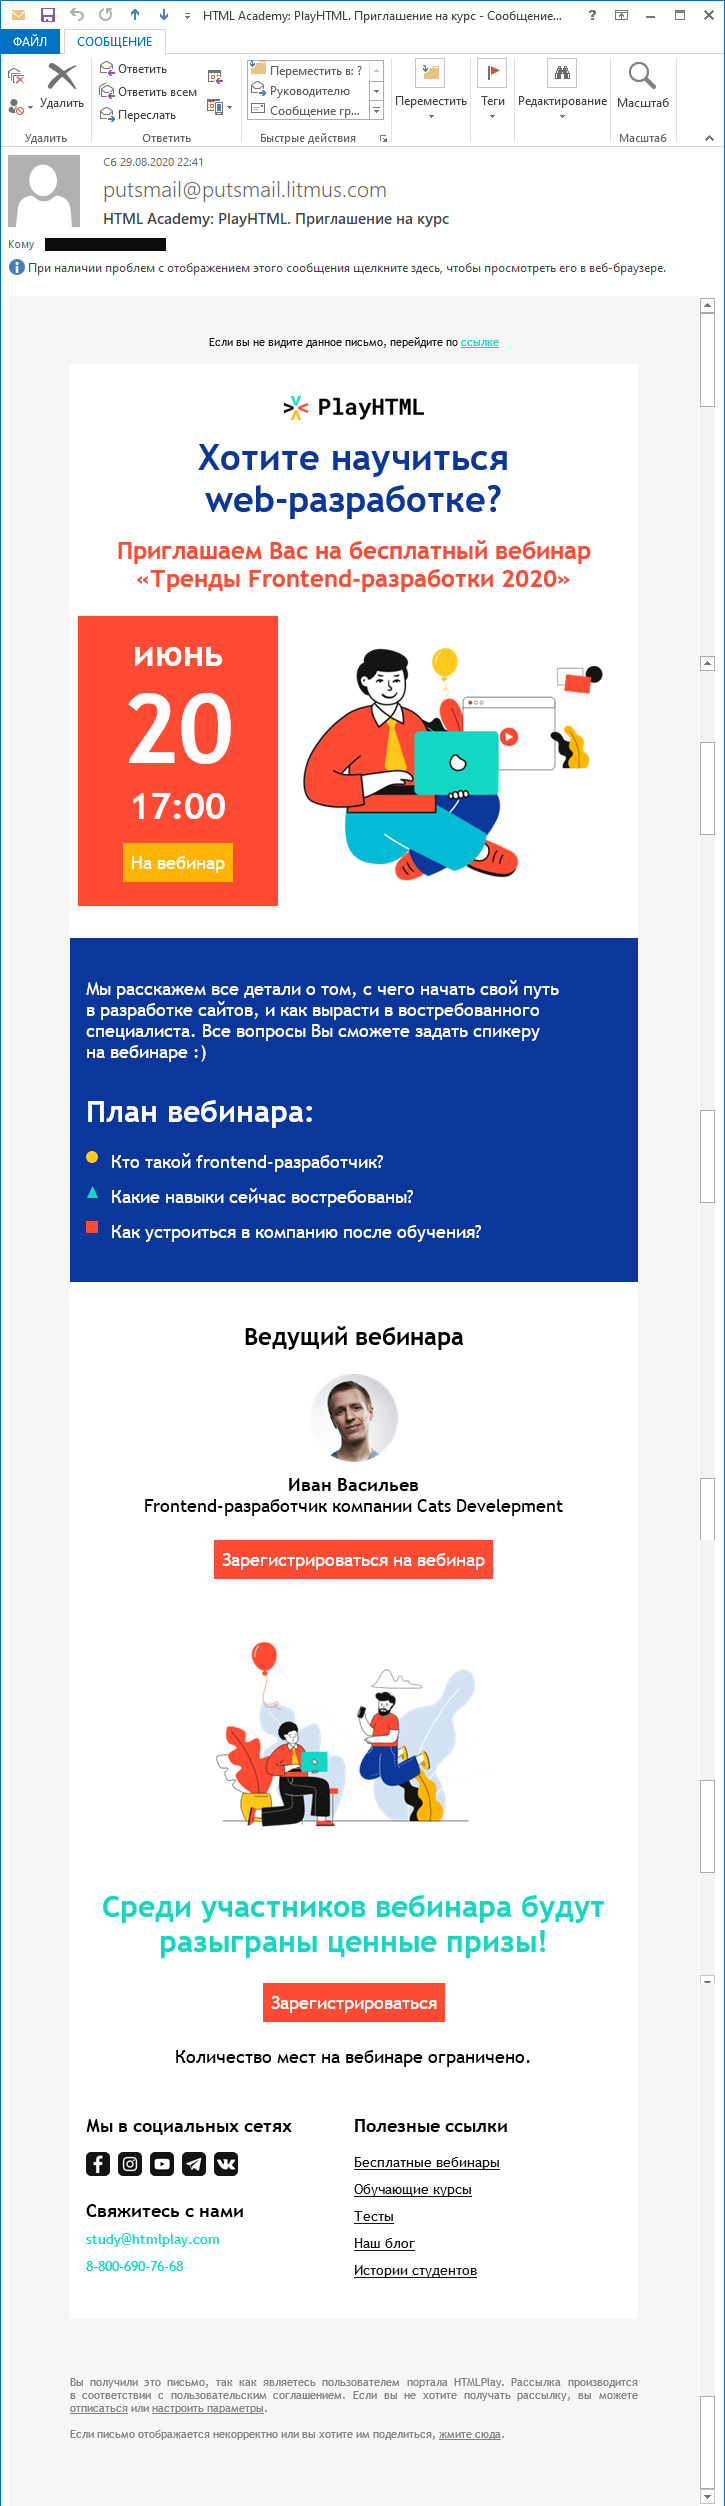 HTML Academy: PlayHTML. Приглашение на курс - Сообщение...
ФАЙЛ
СООБЩЕНИЕ
Удалить
Удалить
Ответить
Ответить всем
Переслать
Ответить
Переместить в: ?
Руководителю
Сообщение гр...
Быстрые действия
Переместить
Теги
Редактирование
Масштаб
Масштаб
Сб 29.08.2020 22:41
putsmail@putsmail.litmus.com
HTML Academy: PlayHTML. Приглашение на курс
Кому
При наличии проблем с отображением этого сообщения щелкните здесь, чтобы просмотреть его в веб-браузере.
Если вы не видите данное письмо, перейдите по ссылке
PlayHTML
Хотите научиться
web-разработке?
Приглашаем Вас на бесплатный вебинар
«Тренды Frontend-разработки 2020»
июнь
20
17:00
На вебинар
Мы расскажем все детали о том, с чего начать свой путь
в разработке сайтов, и как вырасти в востребованного
специалиста. Все вопросы Вы сможете задать спикеру
на вебинаре :)
План вебинара:
Кто такой frontend-разработчик?
Какие навыки сейчас востребованы?
Как устроиться в компанию после обучения?
Ведущий вебинара
Иван Васильев
Frontend-разработчик компании Cats Develepment
Зарегистрироваться на вебинар
Среди участников вебинара будут
разыграны ценные призы!
Зарегистрироваться
Количество мест на вебинаре ограничено.
Мы в социальных сетях
Свяжитесь с нами
study@htmlplay.com
8-800-690-76-68
Полезные ссылки
Бесплатные вебинары
Обучающие курсы
Тесты
Наш блог
Истории студентов
Вы получили это письмо, так как являетесь пользователем портала HTMLPlay. Рассылка производится
в соответствии с пользовательским соглашением. Если вы не хотите получать рассылку, вы можете
отписаться или настроить параметры.
Если письмо отображается некорректно или вы хотите им поделиться, жмите сюда.